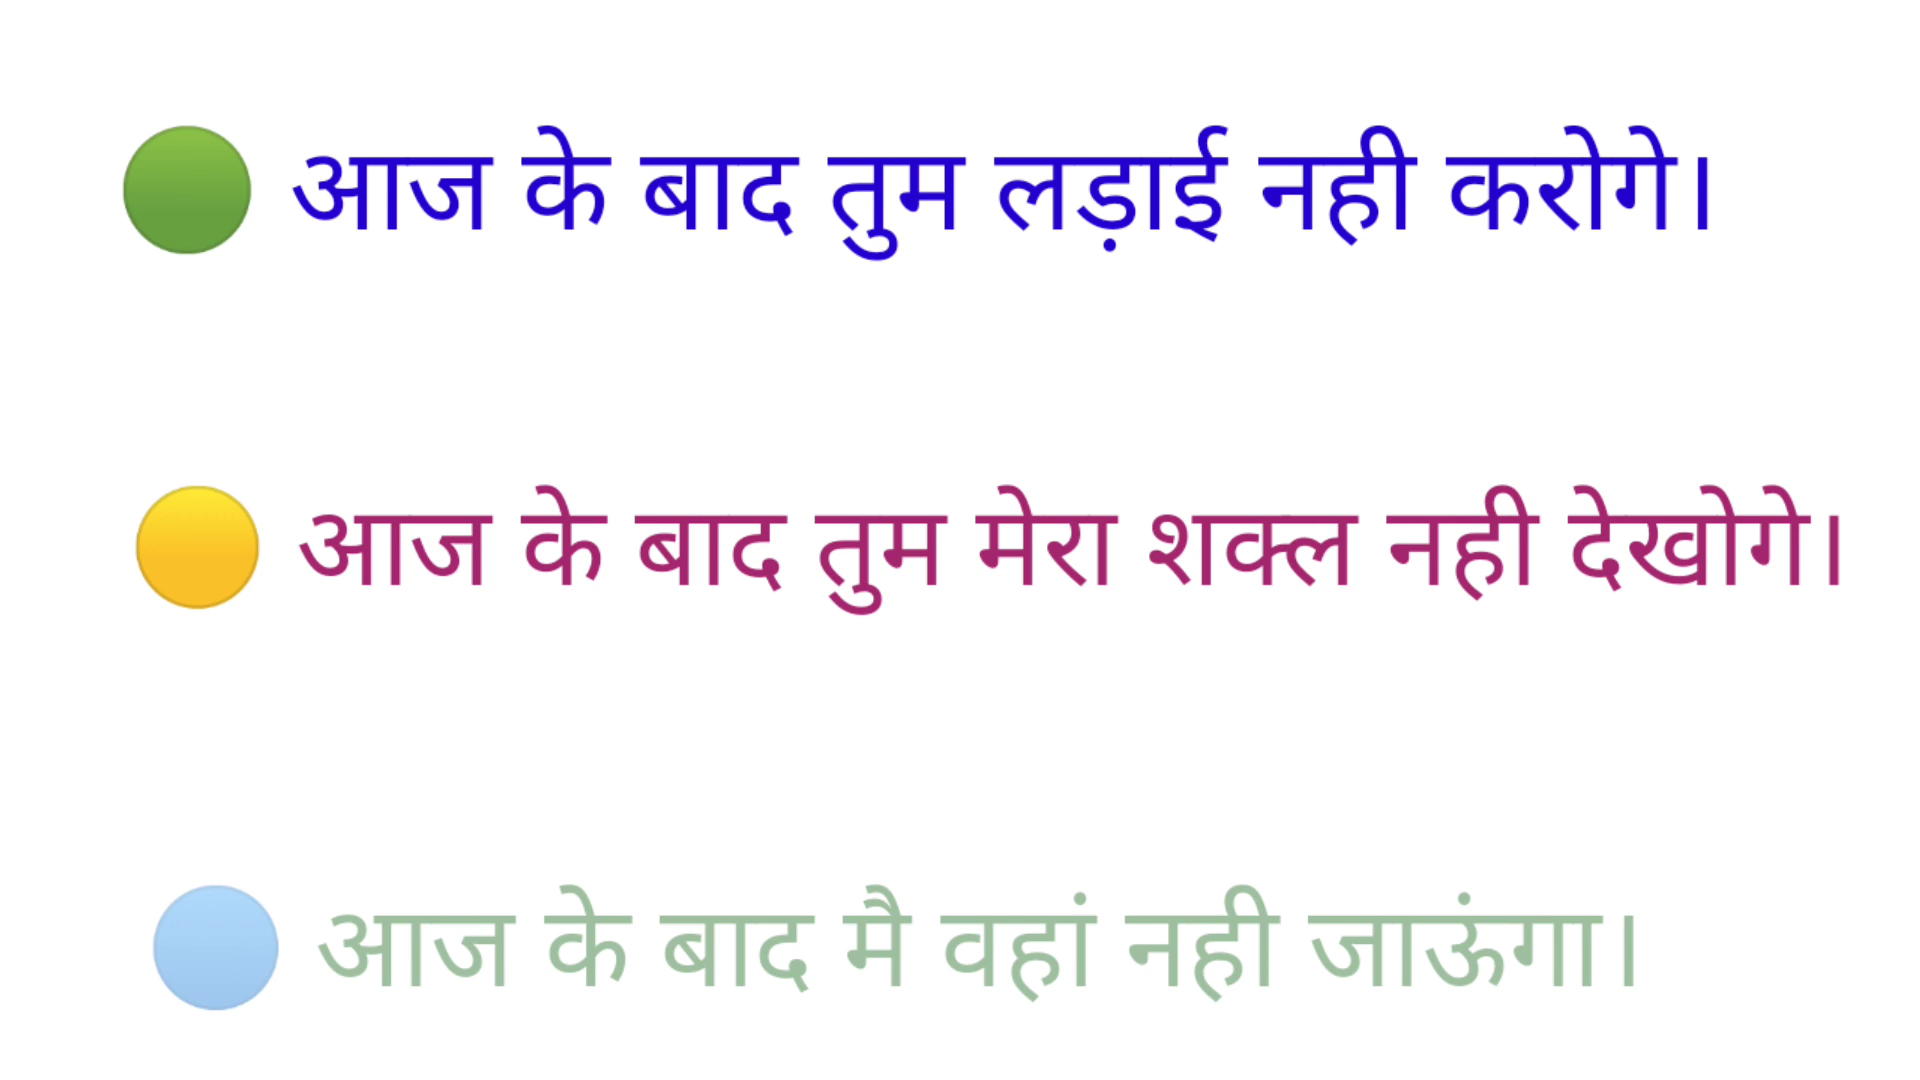 आज के बाद तुम लड़ाई नही करोगे।
आज के बाद तुम मेरा शक्ल नही देखोगे।
आज के बाद मै वहां नही जाऊंगा।